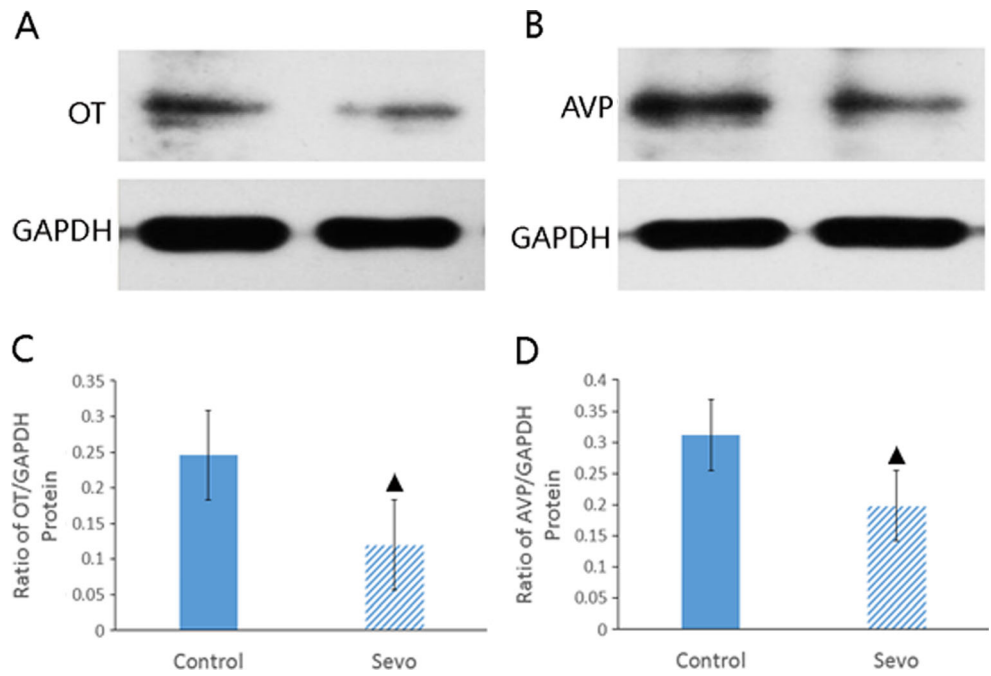 A
OT
GAPDH
B
AVP
GAPDH
C
Ratio of OT/GAPDH
Protein
0.35
0.3
0.25
0.2
0.15
0.1
0.05
0
Control
Sevo
D
Ratio of AVP/GAPDH
Protein
0.4
0.35
0.3
0.25
0.2
0.15
0.1
0.05
0
Control
Sevo